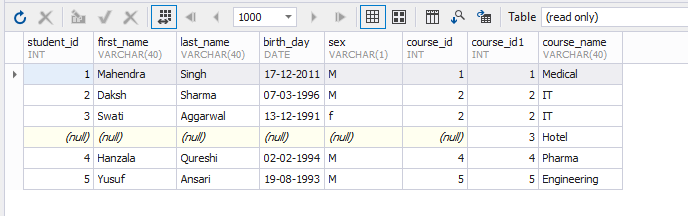 1000 Table (read only)
student_id first_name last_name birth_day sex course_id course_id1 course_name
INT VARCHAR(40) VARCHAR(40) DATE VARCHAR(1) INT INT VARCHAR(40)
1 Mahendra Singh 17-12-2011 M 1 1 Medical
2 Daksh Sharma 07-03-1996 M 2 2 IT
3 Swati Aggarwal 13-12-1991 f 2 2 IT
(null) (null) (null) (null) (null) (null) 3 Hotel
4 Hanzala Qureshi 02-02-1994 M 4 4 Pharma
5 Yusuf Ansari 19-08-1993 M 5 5 Engineering